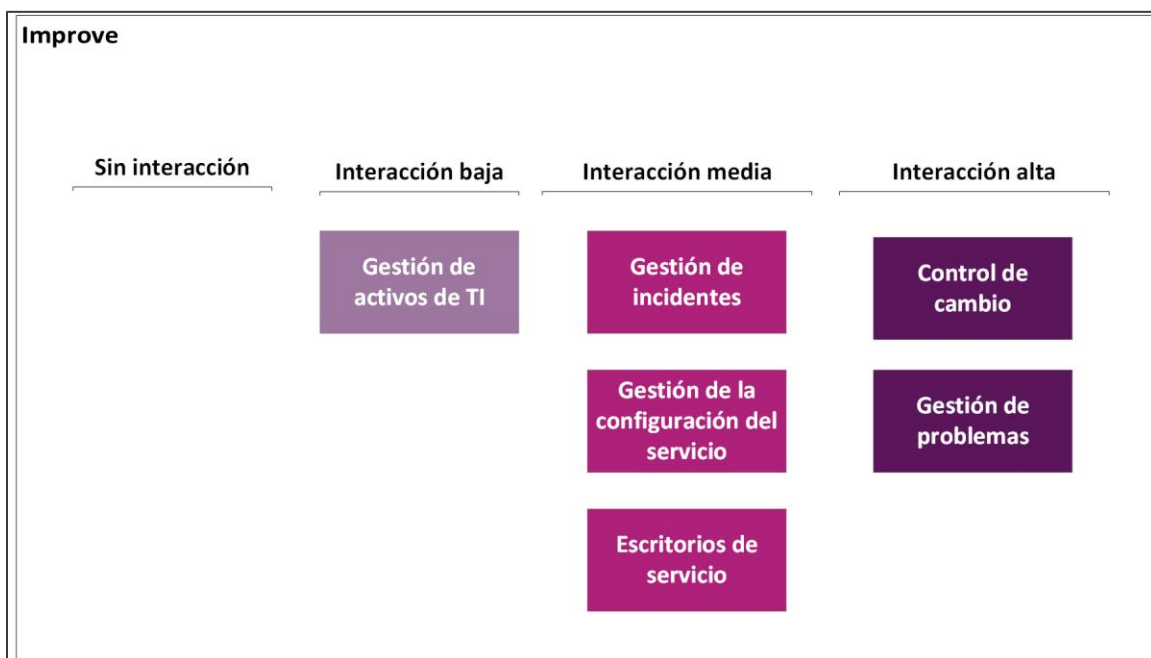 Improve
Sin interacción
Interacción baja
Interacción media
Interacción alta
Gestión de
activos de TI
Gestión de
incidentes
Control de
cambio
Gestión de la
configuración del
servicio
Gestión de
problemas
Escritorios de
servicio